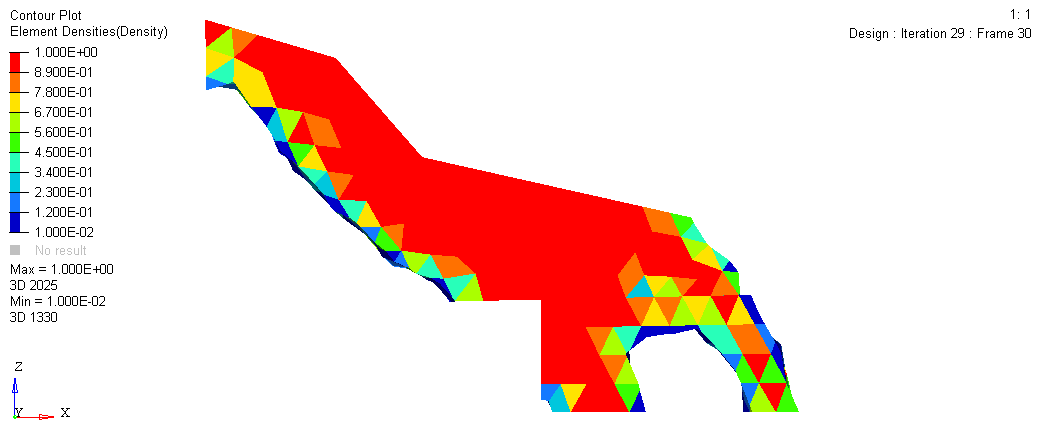 Contour Plot
Element Densities(Density)
1.000E+00
8.900E-01
7.800E-01
6.700E-01
5.600E-01
4.500E-01
3.400E-01
2.300E-01
1.200E-01
1.000E-02
No result
Max = 1.000E+00
3D 2025
Min = 1.000E-02
3D 1330
1: 1
Design : Iteration 29 : Frame 30
Z
Y
X